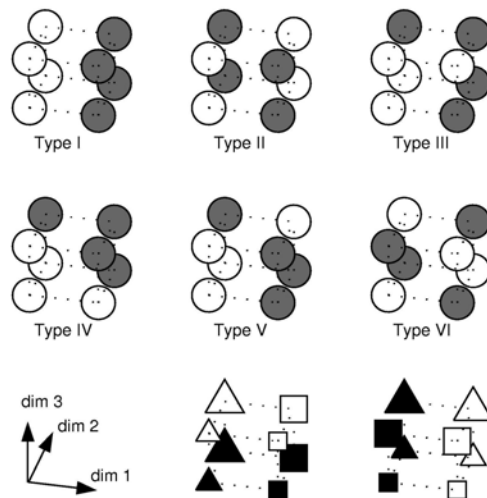 Type I Type II Type III
Type IV Type V Type VI
dim 3
dim 2
dim 1